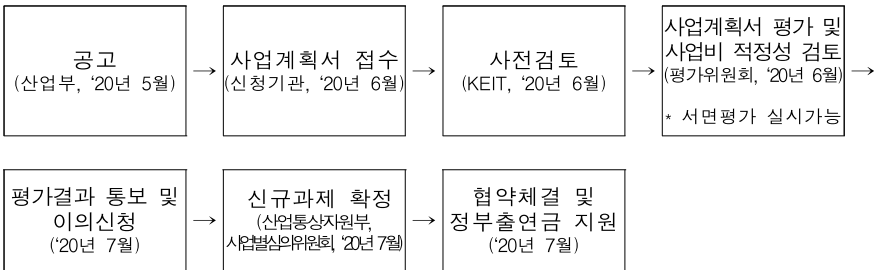 공고
(산업부, ‘20년 5월)
→
사업계획서 접수
(신청기관, ‘20년 6월)
→
사전검토
(KEIT, ‘20년 6월)
→
사업계획서 평가 및
사업비 적정성 검토
(평가위원회, ‘20년 6월)
* 서면평가 실시가능
→
평가결과 통보 및
이의신청
(‘20년 7월)
→
신규과제 확정
(산업통상자원부,
사업별심의위원회, ‘20년 7월)
→
협약체결 및
정부출연금 지원
(‘20년 7월)